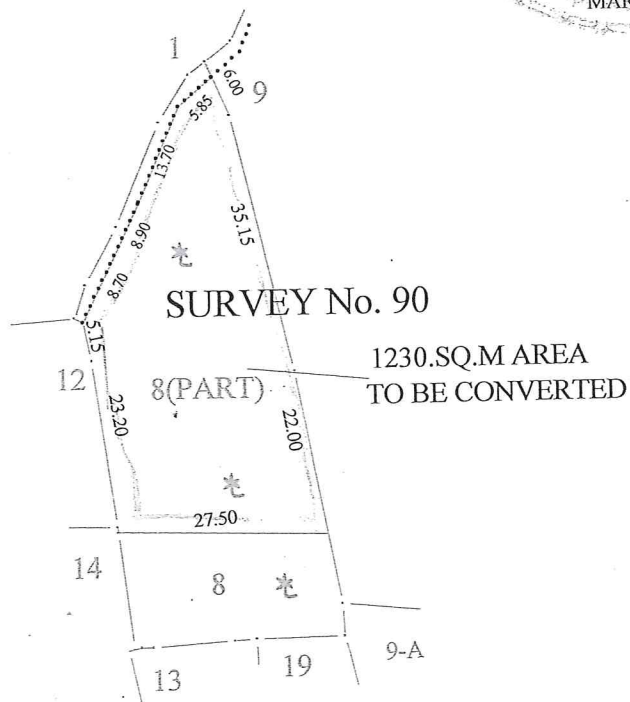 MAR
1
6.00
9
5.85
13.70
35.15
8.90
8.70
SURVEY No. 90
5.15
1230.SQ.M AREA
TO BE CONVERTED
12
8(PART)
23.20
22.00
27.50
14
8
9-A
19
13